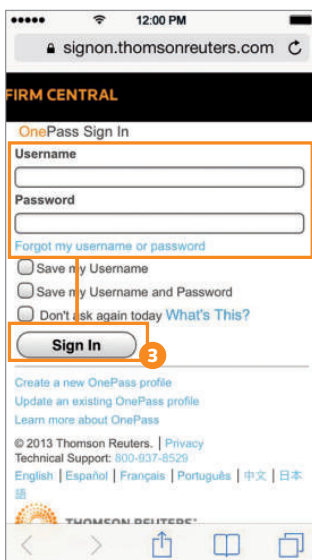 12:00 PM
signon.thomsonreuters.com
FIRM CENTRAL
OnePass Sign In
Username
Password
Forgot my username or password
Save my Username
Save my Username and Password
Don't ask again today What's This?
Sign In
3
Create a new OnePass profile
Update an existing OnePass profile
Learn more about OnePass
© 2013 Thomson Reuters. | Privacy
Technical Support: 800-937-8529
English | Español | Français | Português | 中文 | 日本
語
THOMSON REUTERS